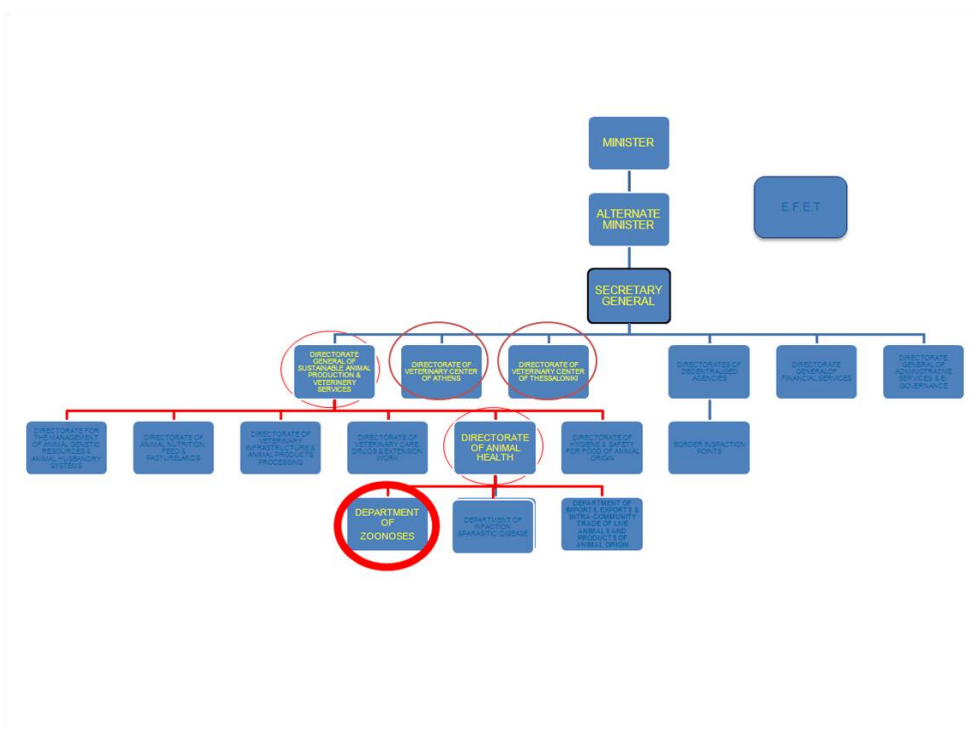 MINISTER
E.F.E.T
ALTERNATE
MINISTER
SECRETARY
GENERAL
DIRECTORATE
GENERAL OF
SUSTAINABLE ANIMAL
PRODUCTION &
VETERINERY
SERVICES
DIRECTORATE OF
VETERINARY CENTER
OF ATHENS
DIRECTORATE OF
VETERINARY CENTER
OF THESSALONIKI
DIRECTORATES OF
DECENTRALISED
AGENCIES
DIRECTORATE
GENERAL OF
FINANCIAL SERVICES
DIRECTORATE
GENERAL OF
ADMINISTRATIVE
SERVICES & E-
GOVERNANCE
DIRECTORATE FOR
THE MANAGEMENT
OF ANIMAL GENETIC
RESOURCES &
ANIMAL HUSBANDRY
SYSTEMS
DIRECTORATE OF
ANIMAL NUTRITION,
FEED &
PASTURELANDS
DIRECTORATE OF
VETERINARY
INFRASTRUCTURE &
ANIMAL PRODUCTS
PROCESSING
DIRECTORATE OF
VETERINARY CARE,
DRUGS & EXTENSION
WORK
DIRECTORATE
OF ANIMAL
HEALTH
DIRECTORATE OF
HYGIENE & SAFETY
FOR FOOD OF ANIMAL
ORIGIN
BORDER INSPACTION
POINTS
DEPARTMENT
OF
ZOONOSES
DEPARTMENT OF
INFACTION
&PARASITIC DISEASE
DEPARTMENT OF
IMPORTS, EXPORTS &
INTRA-COMMUNITY
TRADE OF LIVE
ANIMALS AND
PRODUCTS OF
ANIMAL ORIGIN